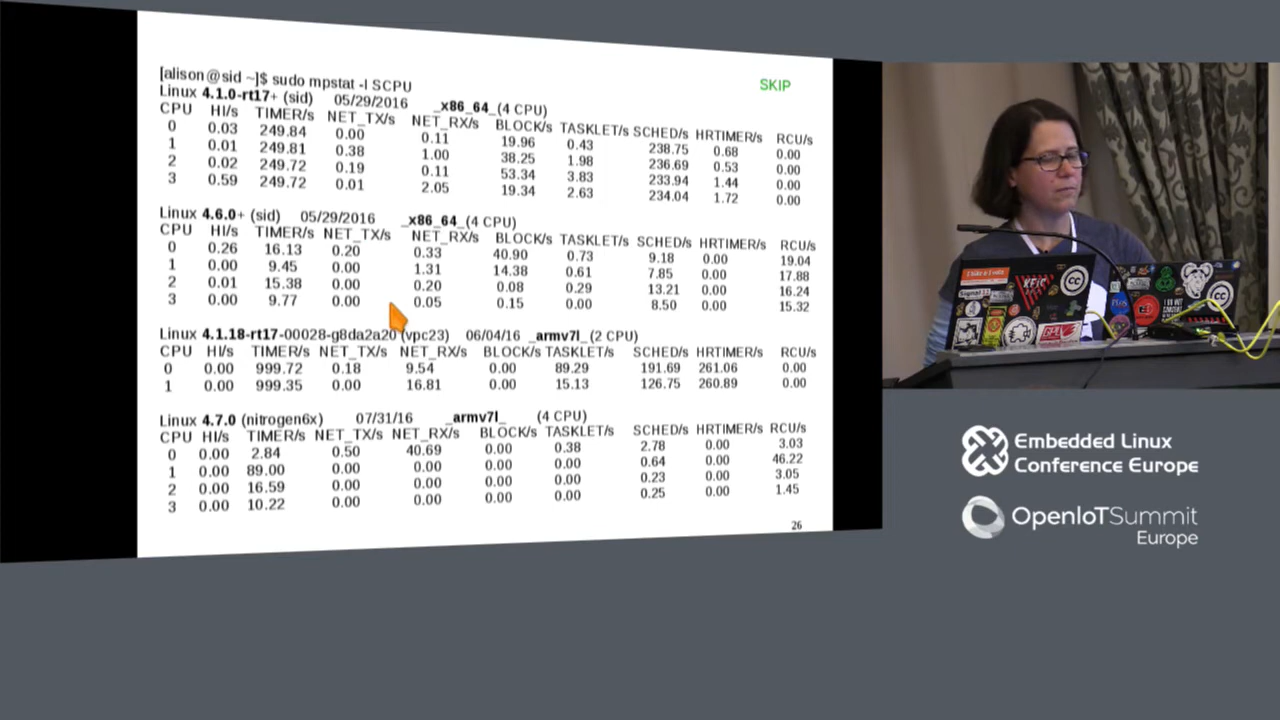 [alison@sid ~]$ sudo mpstat -I SCPU
SKIP
Linux 4.1.0-rt17+ (sid) 05/29/2016 _x86_64_(4 CPU)
CPU HI/s TIMER/s NET_TX/s NET_RX/s BLOCK/s TASKLET/s SCHED/s HRTIMER/s RCU/s
0 0.03 249.84 0.00 0.11 19.96 0.43 238.75 0.68 0.00
1 0.01 249.81 0.38 1.00 38.25 1.98 236.69 0.53 0.00
2 0.02 249.72 0.19 0.11 53.34 3.83 233.94 1.44 0.00
3 0.59 249.72 0.01 2.05 19.34 2.63 234.04 1.72 0.00
Linux 4.6.0+ (sid) 05/29/2016 _x86_64_(4 CPU)
CPU HI/s TIMER/s NET_TX/s NET_RX/s BLOCK/s TASKLET/s SCHED/s HRTIMER/s RCU/s
0 0.26 16.13 0.20 0.33 40.90 0.73 9.18 0.00 19.04
1 0.00 9.45 0.00 1.31 14.38 0.61 7.85 0.00 17.88
2 0.01 15.38 0.00 0.20 0.08 0.29 13.21 0.00 16.24
3 0.00 9.77 0.00 0.05 0.15 0.00 8.50 0.00 15.32
Linux 4.1.18-rt17-00028-g8da2a20 (vpc23) 06/04/16 _armv7l_ (2 CPU)
CPU HI/s TIMER/s NET_TX/s NET_RX/s BLOCK/s TASKLET/s SCHED/s HRTIMER/s RCU/s
0 0.00 999.72 0.18 9.54 0.00 89.29 191.69 261.06 0.00
1 0.00 999.35 0.00 16.81 0.00 15.13 126.75 260.89 0.00
Linux 4.7.0 (nitrogen6x) 07/31/16 _armv7l_ (4 CPU)
CPU HI/s TIMER/s NET_TX/s NET_RX/s BLOCK/s TASKLET/s SCHED/s HRTIMER/s RCU/s
0 0.00 2.84 0.50 40.69 0.00 0.38 2.78 0.00 3.03
1 0.00 89.00 0.00 0.00 0.00 0.00 0.64 0.00 46.22
2 0.00 16.59 0.00 0.00 0.00 0.00 0.23 0.00 3.05
3 0.00 10.22 0.00 0.00 0.00 0.00 0.25 0.00 1.45
26
CC
GPL
CC
Embedded Linux
Conference Europe
OpenIoTSummit
Europe